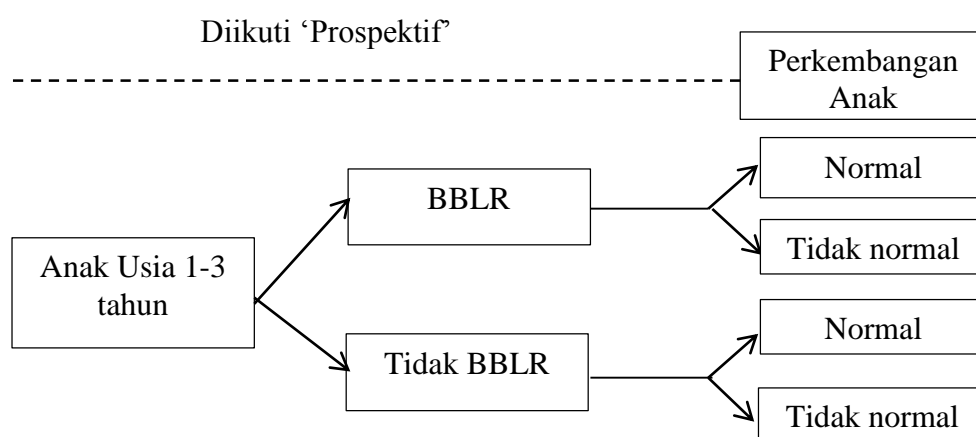 Diikuti ‘Prospektif’
Perkembangan
Anak
Normal
BBLR
Tidak normal
Anak Usia 1-3
tahun
Normal
Tidak BBLR
Tidak normal